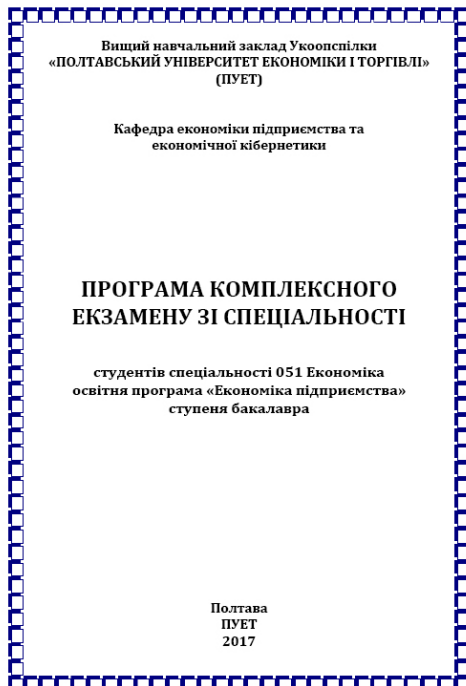 Вищий навчальний заклад Укоопспілки
«ПОЛТАВСЬКИЙ УНІВЕРСИТЕТ ЕКОНОМІКИ І ТОРГІВЛІ»
(ПУЕТ)
Кафедра економіки підприємства та
економічної кібернетики
ПРОГРАМА КОМПЛЕКСНОГО
ЕКЗАМЕНУ ЗІ СПЕЦІАЛЬНОСТІ
студентів спеціальності 051 Економіка
освітня програма «Економіка підприємства»
ступеня бакалавра
Полтава
ПУЕТ
2017